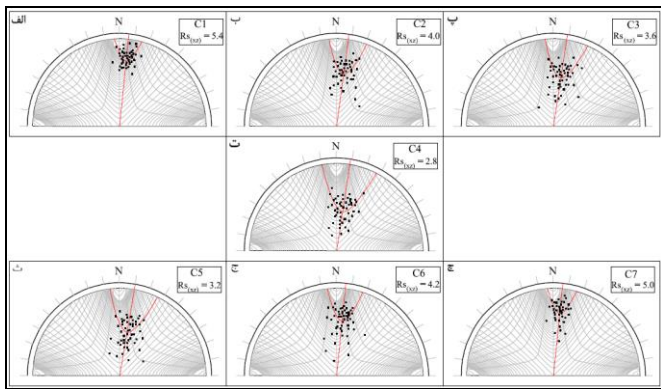 الف
N
C1
Rs(xz) = 5.4
ب
N
C2
Rs(xz) = 4.0
پ
N
C3
Rs(xz) = 3.6
ت
N
C4
Rs(xz) = 2.8
ث
N
C5
Rs(xz) = 3.2
ج
N
C6
Rs(xz) = 4.2
چ
N
C7
Rs(xz) = 5.0